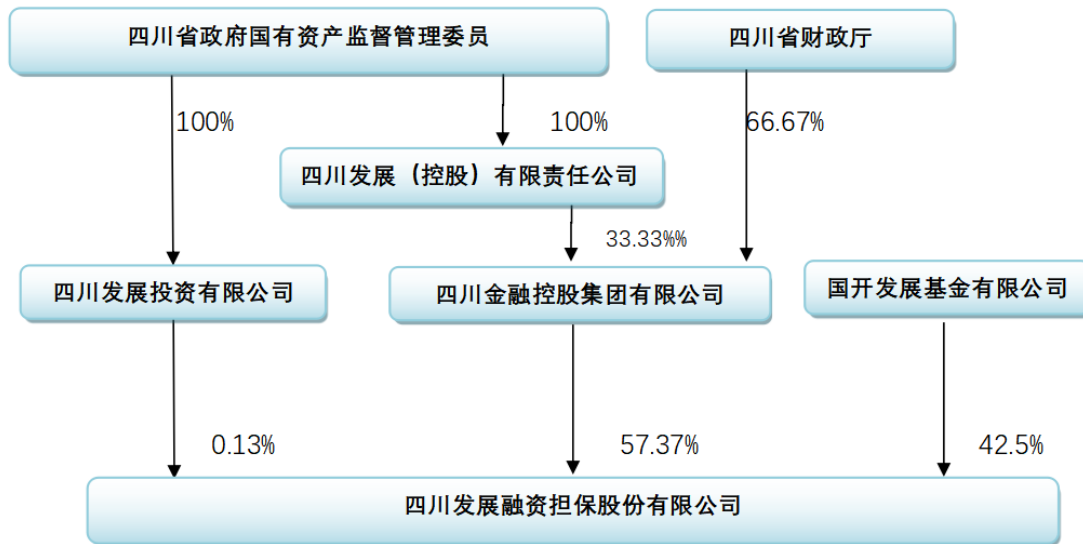 四川省政府国有资产监督管理委员
四川省财政厅
100%
100%
66.67%
四川发展（控股）有限责任公司
33.33%%
四川发展投资有限公司
四川金融控股集团有限公司
国开发展基金有限公司
0.13%
57.37%
42.5%
四川发展融资担保股份有限公司